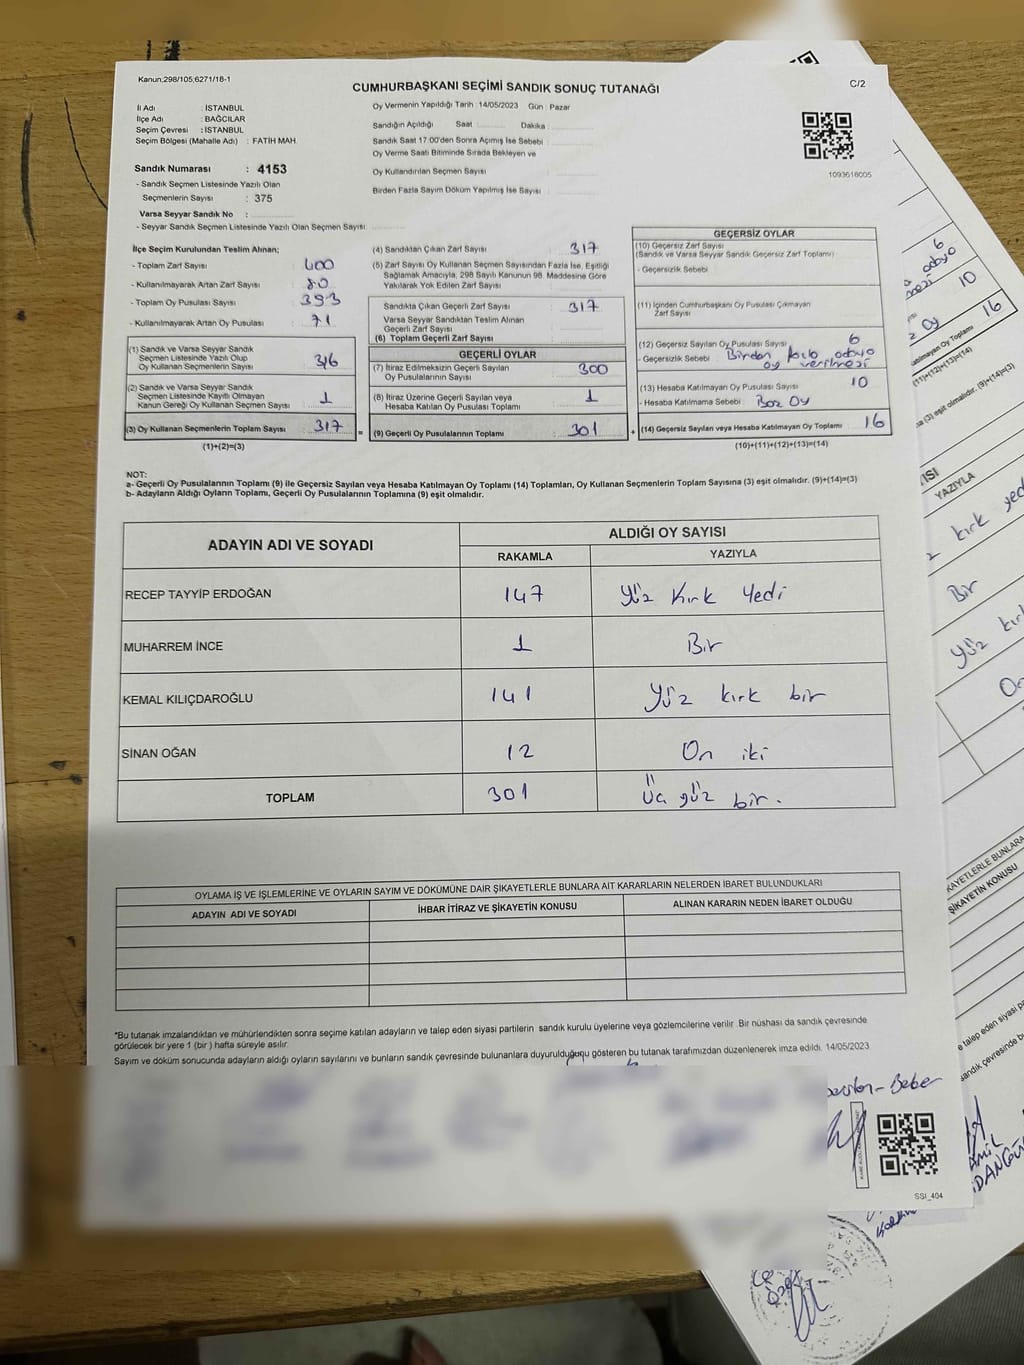 Kanun;298/105;6271/18-1
CUMHURBAŞKANI SEÇİMİ SANDIK SONUÇ TUTANAĞI
C/2
İl Adı : İSTANBUL
İlçe Adı : BAĞCILAR
Seçim Çevresi : İSTANBUL
Seçim Bölgesi (Mahalle Adı) : FATİH MAH.
Sandık Numarası : 4153
- Sandık Seçmen Listesinde Yazılı Olan
Seçmenlerin Sayısı : 375
Varsa Seyyar Sandık No :
- Seyyar Sandık Seçmen Listesinde Yazılı Olan Seçmen Sayısı:
Oy Vermenin Yapıldığı Tarih : 14/05/2023 Gün : Pazar
Sandığın Açıldığı Saat Dakika :
Sandık Saat 17:00'den Sonra Açımış İse Sebebi :
Oy Verme Saati Bitiminde Sırada Bekleyen ve
Oy Kullandırılan Seçmen Sayısı
Birden Fazla Sayım Döküm Yapılmış İse Sayısı :
1093618005
İlçe Seçim Kurulundan Teslim Alınan;
- Toplam Zarf Sayısı : 400
- Kullanılmayarak Artan Zarf Sayısı : 80
- Toplam Oy Pusulası Sayısı : 393
- Kullanılmayarak Artan Oy Pusulası : 71
(1) Sandık ve Varsa Seyyar Sandık
Seçmen Listesinde Yazılı Olup
Oy Kullanan Seçmenlerin Sayısı 316
(2) Sandık ve Varsa Seyyar Sandık
Seçmen Listesinde Kayıtlı Olmayan
Kanun Gereği Oy Kullanan Seçmen Sayısı 1
(3) Oy Kullanan Seçmenlerin Toplam Sayısı 317
(1)+(2)=(3)
(4) Sandıktan Çıkan Zarf Sayısı 317
(5) Zarf Sayısı Oy Kullanan Seçmen Sayısından Fazla İse, Eşitliği
Sağlamak Amacıyla, 298 Sayılı Kanunun 98. Maddesine Göre
Yakılarak Yok Edilen Zarf Sayısı
Sandıkta Çıkan Geçerli Zarf Sayısı 317
Varsa Seyyar Sandıktan Teslim Alınan
Geçerli Zarf Sayısı
(6) Toplam Geçerli Zarf Sayısı
GEÇERLİ OYLAR
(7) İtiraz Edilmeksizin Geçerli Sayılan
Oy Pusulalarının Sayısı 300
(8) İtiraz Üzerine Geçerli Sayılan veya
Hesaba Katılan Oy Pusulası Toplamı 1
(9) Geçerli Oy Pusulalarının Toplamı 301
GEÇERSİZ OYLAR
(10) Geçersiz Zarf Sayısı
(Sandık ve Varsa Seyyar Sandık Geçersiz Zarf Toplamı)
- Geçersizlik Sebebi
(11) İçinden Cumhurbaşkanı Oy Pusulası Çıkmayan
Zarf Sayısı
(12) Geçersiz Sayılan Oy Pusulası Sayısı 6
- Geçersizlik Sebebi : Birden fazla adaya
oy verilmesi
(13) Hesaba Katılmayan Oy Pusulası Sayısı 10
- Hesaba Katılmama Sebebi : Boz Oy
(14) Geçersiz Sayılan veya Hesaba Katılmayan Oy Toplamı 16
(10)+(11)+(12)+(13)=(14)
NOT:
a- Geçerli Oy Pusulalarının Toplamı (9) ile Geçersiz Sayılan veya Hesaba Katılmayan Oy Toplamı (14) Toplamları, Oy Kullanan Seçmenlerin Toplam Sayısına (3) eşit olmalıdır. (9)+(14)=(3)
b- Adayların Aldığı Oyların Toplamı, Geçerli Oy Pusulalarının Toplamına (9) eşit olmalıdır.
ADAYIN ADI VE SOYADI
ALDIĞI OY SAYISI
RAKAMLA YAZIYLA
RECEP TAYYİP ERDOĞAN 147 Yüz Kırk Yedi
MUHARREM İNCE 1 Bir
KEMAL KILIÇDAROĞLU 141 Yüz kırk bir
SİNAN OĞAN 12 On iki
TOPLAM 301 Üç yüz bir.
OYLAMA İŞ VE İŞLEMLERİNE VE OYLARIN SAYIM VE DÖKÜMÜNE DAİR ŞİKAYETLERLE BUNLARA AİT KARARLARIN NELERDEN İBARET BULUNDUKLARI
ADAYIN ADI VE SOYADI İHBAR İTİRAZ VE ŞİKAYETİN KONUSU ALINAN KARARIN NEDEN İBARET OLDUĞU
*Bu tutanak imzalandıktan ve mühürlendikten sonra seçime katılan adayların ve talep eden siyasi partilerin sandık kurulu üyelerine veya gözlemcilerine verilir. Bir nüshası da sandık çevresinde
görülecek bir yere 1 (bir ) hafta süreyle asılır.
Sayım ve döküm sonucunda adayların aldığı oyların sayılarını ve bunların sandık çevresinde bulunanlara duyurulduğunu gösteren bu tutanak tarafımızdan düzenlenerek imza edildi. 14/05/2023
SSI_404
6
10
16
(11)+(12)+(13)=(14)
eşit olmalıdır. (9)+(14)=(3)
YAZIYLA
kırk yedi
Bir
Yüz
ŞİKAYETİN KONUSU